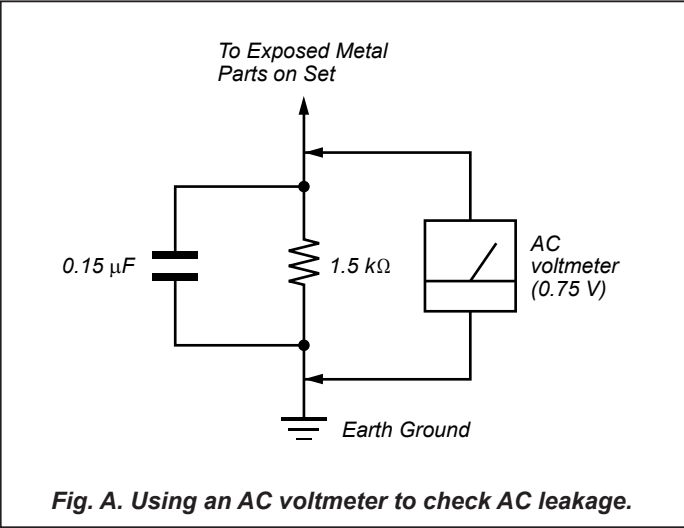 To Exposed Metal
Parts on Set
0.15 μF
1.5 kΩ
AC
voltmeter
(0.75 V)
Earth Ground
Fig. A. Using an AC voltmeter to check AC leakage.